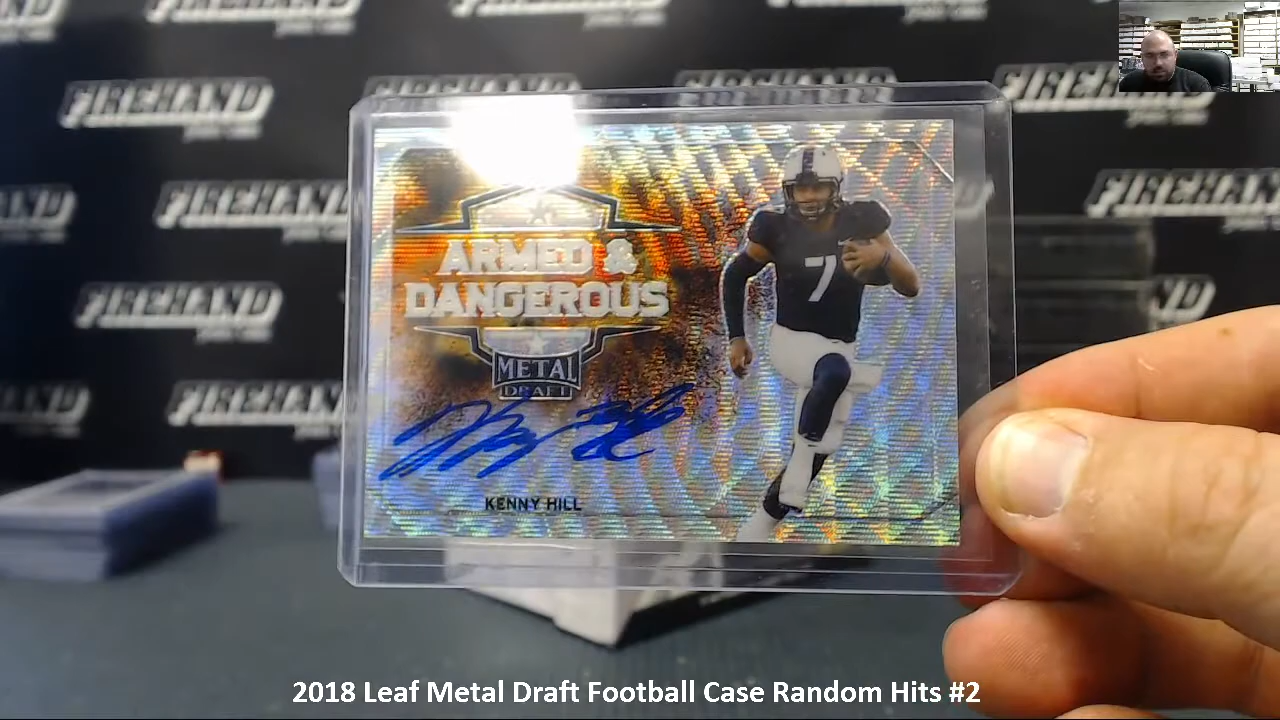 FIREHAND
FIREHAND
FIREHAND
FIREHAND
FIREHAND
FIREHAND
ARMED &
DANGEROUS
7
METAL
DRAFT
KENNY HILL
2018 Leaf Metal Draft Football Case Random Hits #2